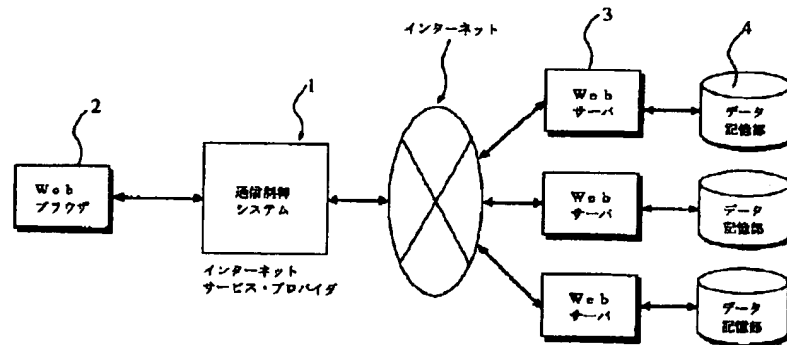 インターネット
3
4
1
2
Web
サーバ
データ
記憶部
Web
ブラウザ
通信制御
システム
Web
サーバ
データ
記憶部
インターネット
サービス・プロバイダ
Web
サーバ
データ
記憶部